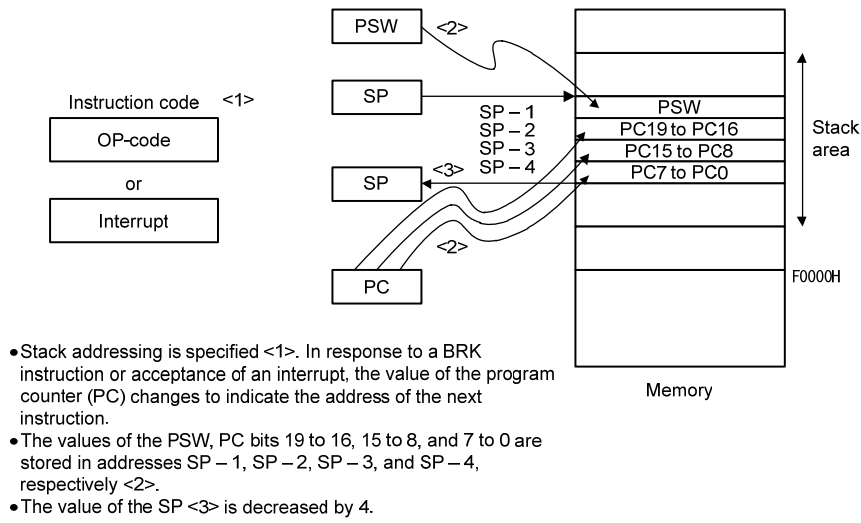 PSW
<2>
SP
Instruction code <1>
OP-code
or
Interrupt
SP – 1
SP – 2
SP – 3
SP – 4
PSW
PC19 to PC16
PC15 to PC8
PC7 to PC0
Stack
area
SP
<3>
<2>
PC
F0000H
Memory
• Stack addressing is specified <1>. In response to a BRK
instruction or acceptance of an interrupt, the value of the program
counter (PC) changes to indicate the address of the next
instruction.
• The values of the PSW, PC bits 19 to 16, 15 to 8, and 7 to 0 are
stored in addresses SP – 1, SP – 2, SP – 3, and SP – 4,
respectively <2>.
• The value of the SP <3> is decreased by 4.